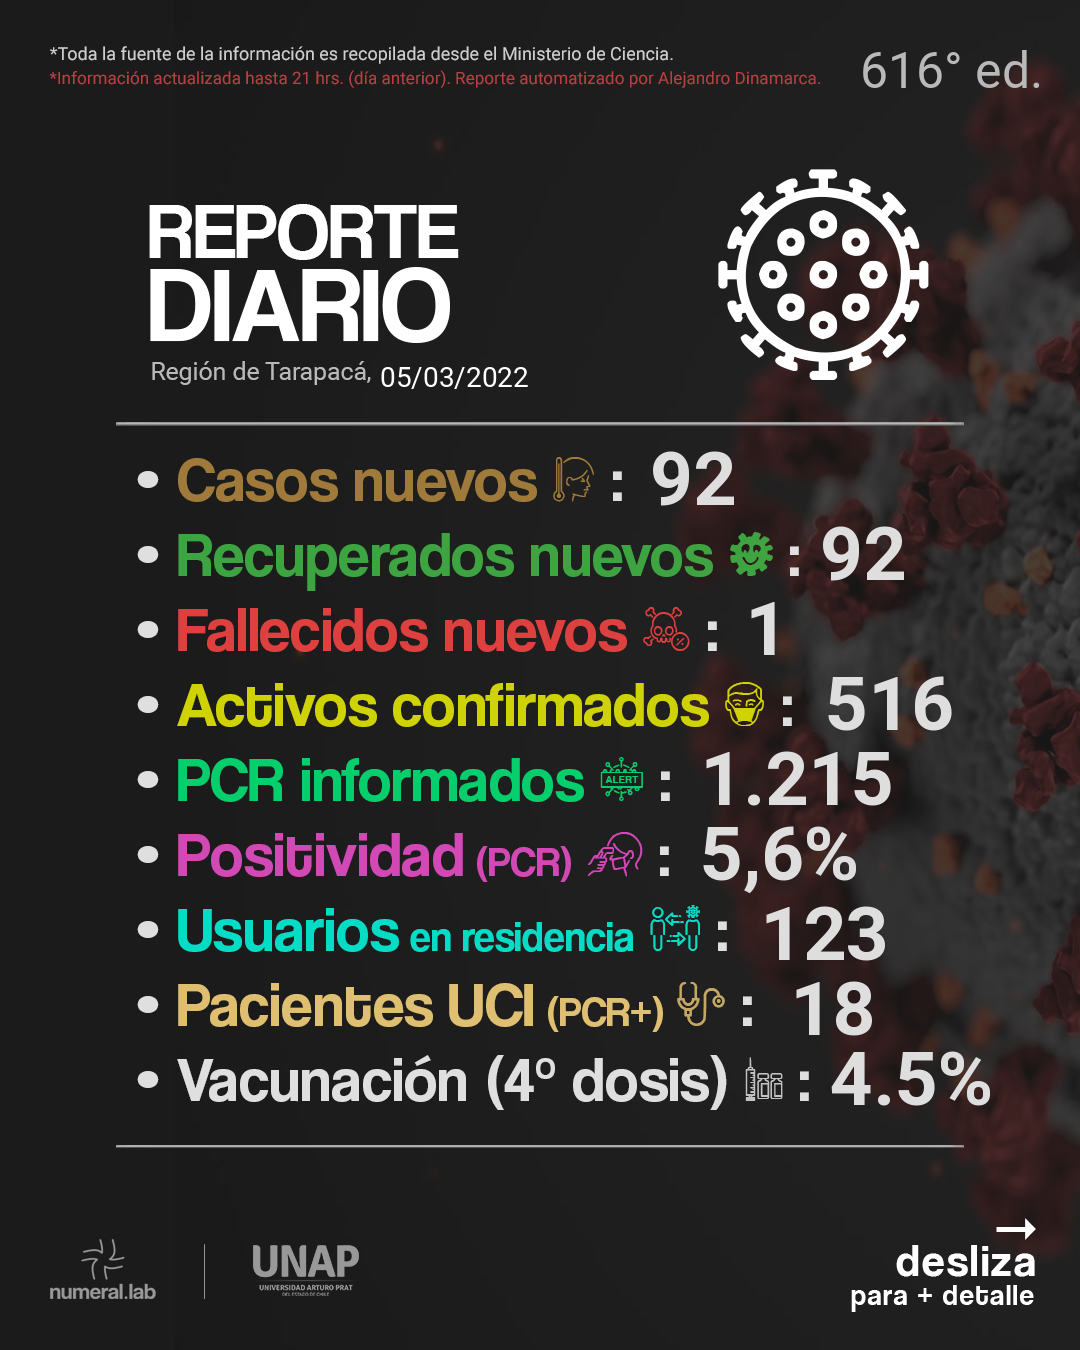 *Toda la fuente de la información es recopilada desde el Ministerio de Ciencia.
*Información actualizada hasta 21 hrs. (día anterior). Reporte automatizado por Alejandro Dinamarca.
616° ed.
REPORTE
DIARIO
Región de Tarapacá, 05/03/2022
• Casos nuevos : 92
• Recuperados nuevos : 92
• Fallecidos nuevos % : 1
• Activos confirmados : 516
• PCR informados ALERT : 1.215
• Positividad (PCR) : 5,6%
• Usuarios en residencia : 123
• Pacientes UCI (PCR+) : 18
• Vacunación (4º dosis) : 4.5%
numeral.lab
UNAP
UNIVERSIDAD ARTURO PRAT
DEL ESTADO DE CHILE
desliza
para + detalle